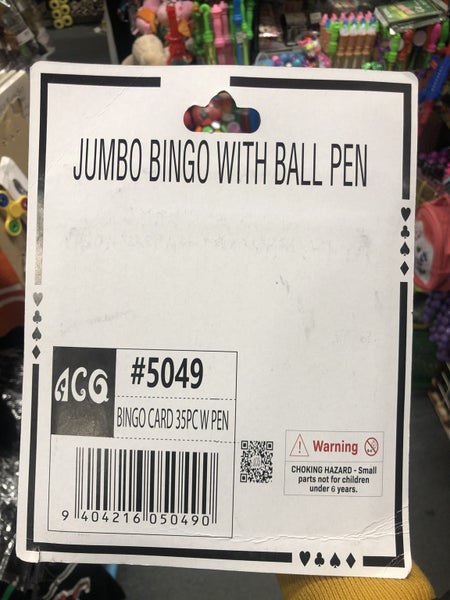 JUMBO BINGO WITH BALL PEN
ACG
#5049
BINGO CARD 35PC W PEN
9 404216 050490
Warning
CHOKING HAZARD - Small
parts not for children
under 6 years.